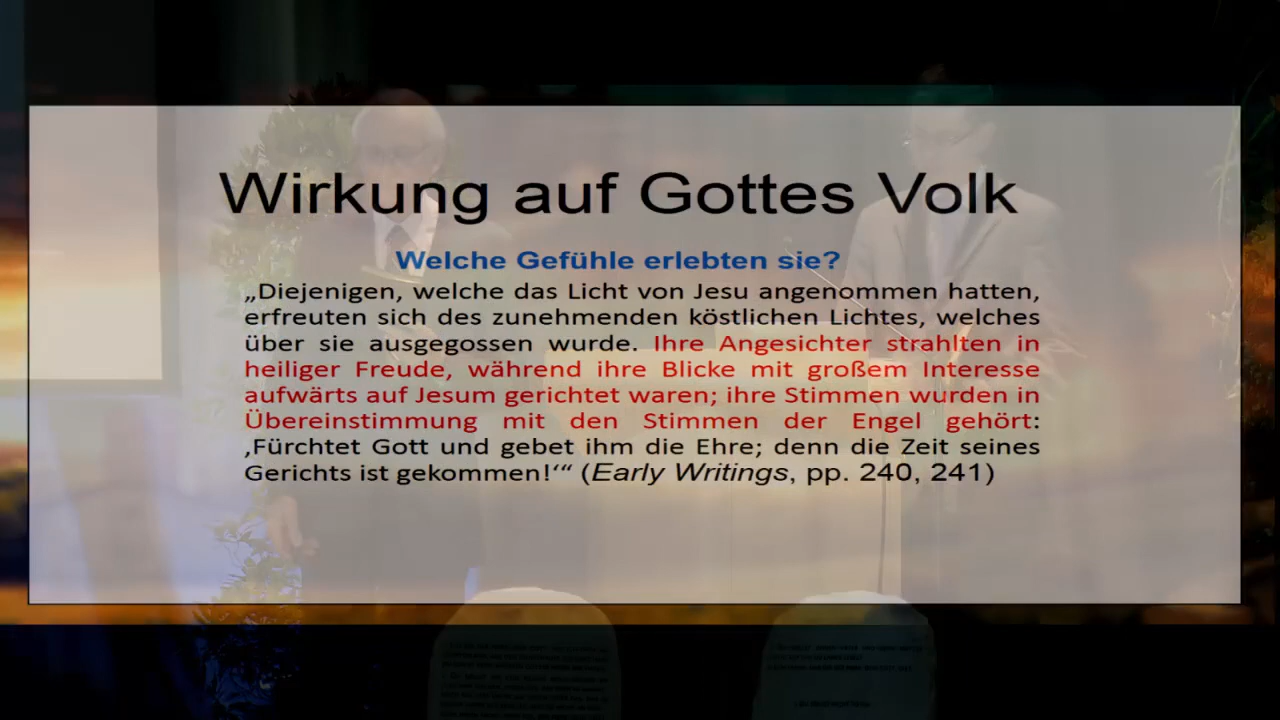 Wirkung auf Gottes Volk
Welche Gefühle erlebten sie?
„Diejenigen, welche das Licht von Jesu angenommen hatten,
erfreuten sich des zunehmenden köstlichen Lichtes, welches
über sie ausgegossen wurde. Ihre Angesichter strahlten in
heiliger Freude, während ihre Blicke mit großem Interesse
aufwärts auf Jesum gerichtet waren; ihre Stimmen wurden in
Übereinstimmung mit den Stimmen der Engel gehört:
‚Fürchtet Gott und gebet ihm die Ehre; denn die Zeit seines
Gerichts ist gekommen!‘“ (Early Writings, pp. 240, 241)